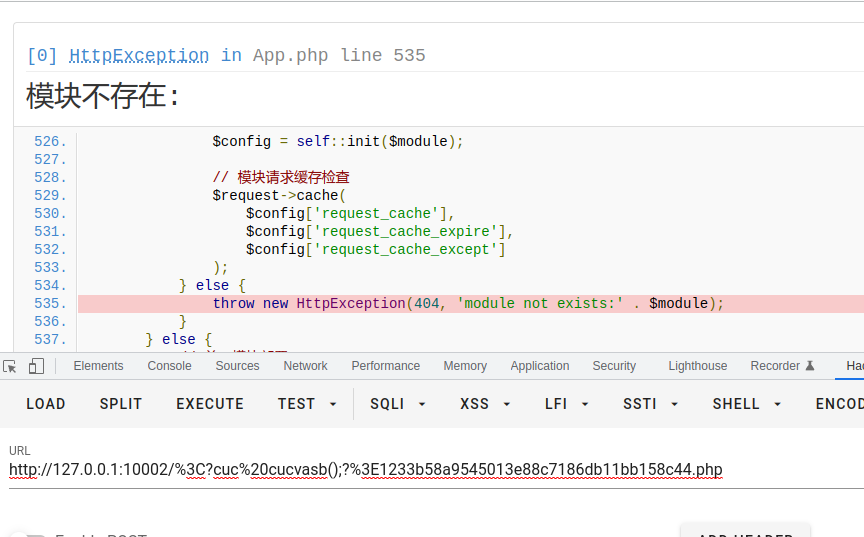 [0] HttpException in App.php line 535
模块不存在:
526. $config = self::init($module);
527.
528. // 模块请求缓存检查
529. $request->cache(
530. $config['request_cache'],
531. $config['request_cache_expire'],
532. $config['request_cache_except']
533. );
534. } else {
535. throw new HttpException(404, 'module not exists:' . $module);
536. }
537. } else {
Elements Console Sources Network Performance Memory Application Security Lighthouse Recorder Hac
LOAD SPLIT EXECUTE TEST SQLI XSS LFI SSTI SHELL ENCOD
URL
http://127.0.0.1:10002/%3C?cuc%20cucvasb();?%3E1233b58a9545013e88c7186db11bb158c44.php